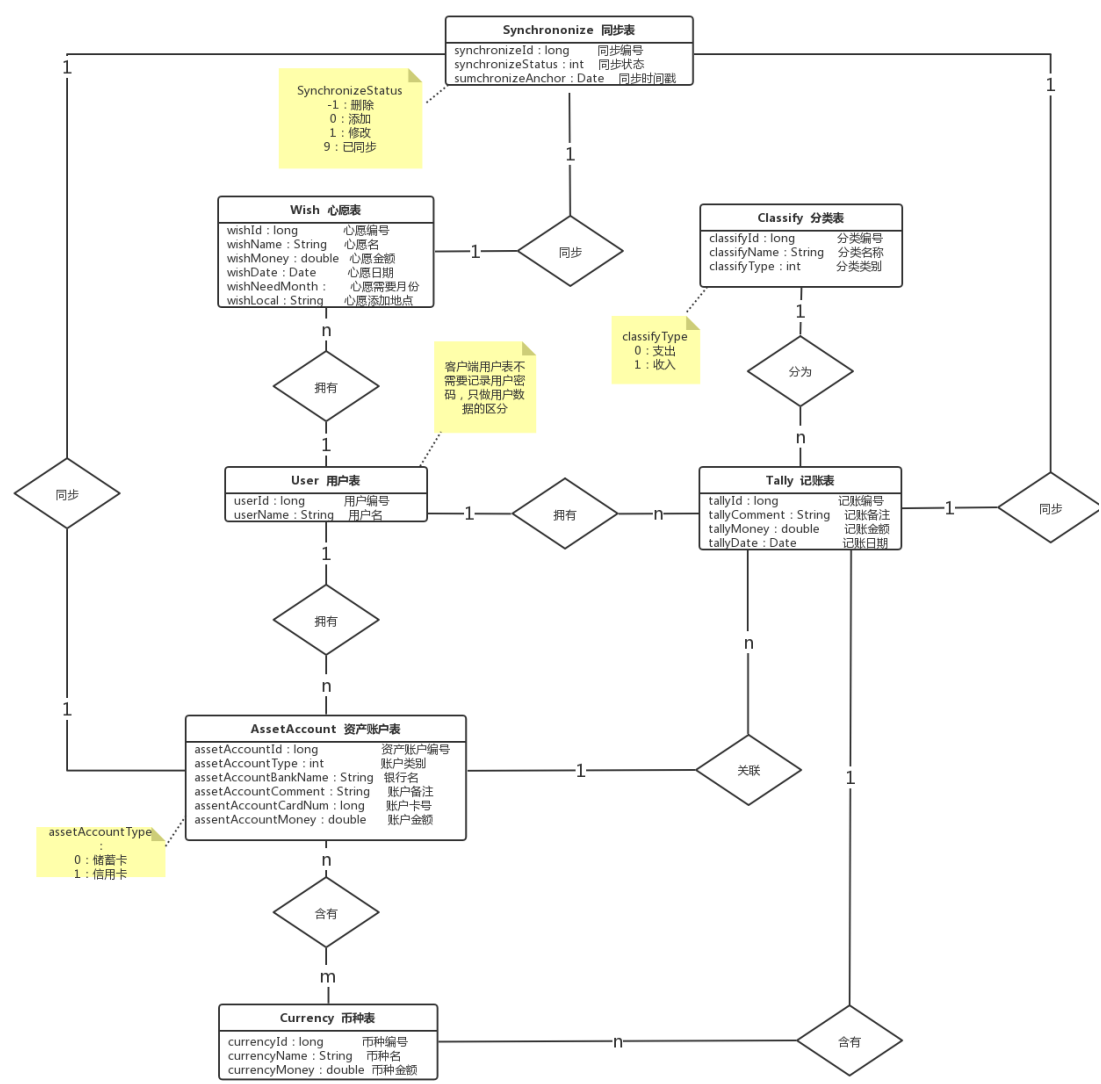 Synchrononize 同步表
synchronizeId：long 同步编号
synchronizeStatus：int 同步状态
sumchronizeAnchor：Date 同步时间戳
1
1
SynchronizeStatus
-1：删除
0：添加
1：修改
9：已同步
1
Wish 心愿表
wishId：long 心愿编号
wishName：String 心愿名
wishMoney：double 心愿金额
wishDate：Date 心愿日期
wishNeedMonth： 心愿需要月份
wishLocal：String 心愿添加地点
1
同步
Classify 分类表
classifyId：long 分类编号
classifyName：String 分类名称
classifyType：int 分类类别
classifyType
0：支出
1：收入
1
n
拥有
1
客户端用户表不
需要记录用户密
码，只做用户数
据的区分
分为
n
同步
User 用户表
userId：long 用户编号
userName：String 用户名
1
拥有
n
Tally 记账表
tallyId：long 记账编号
tallyComment：String 记账备注
tallyMoney：double 记账金额
tallyDate：Date 记账日期
1
同步
1
拥有
n
n
1
AssetAccount 资产账户表
assetAccountId：long 资产账户编号
assetAccountType：int 账户类别
assetAccountBankName：String 银行名
assetAccountComment：String 账户备注
assentAccountCardNum：long 账户卡号
assentAccountMoney：double 账户金额
1
关联
1
assetAccountType
：
0：储蓄卡
1：信用卡
n
含有
m
Currency 币种表
currencyId：long 币种编号
currencyName：String 币种名
currencyMoney：double 币种金额
n
含有